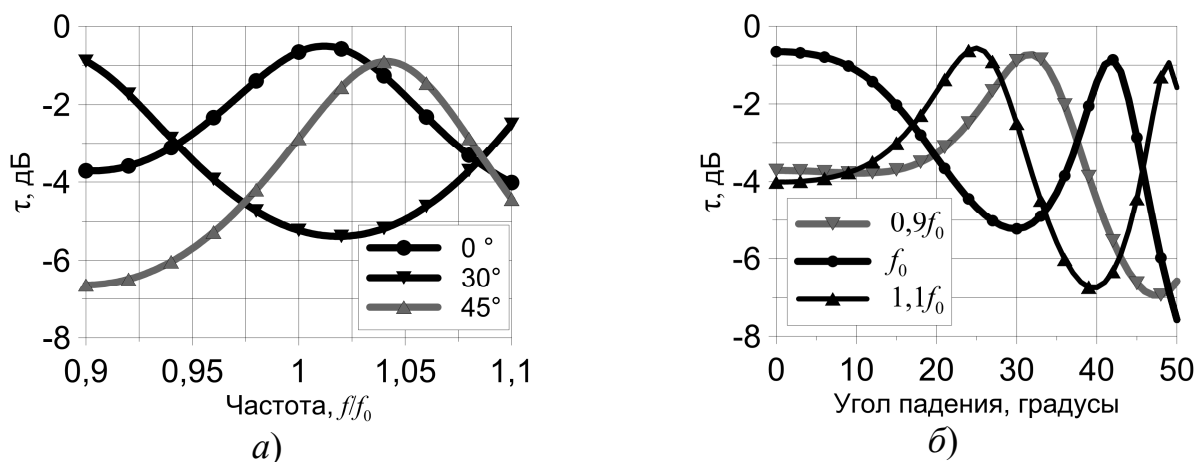 0
-2
-4
-6
-8
τ, дБ
0 °
30°
45°
0,9 0,95 1 1,05 1,1
Частота, f/f₀
а)
0
-2
-4
-6
-8
τ, дБ
0,9f₀
f₀
1,1f₀
0 10 20 30 40 50
Угол падения, градусы
б)